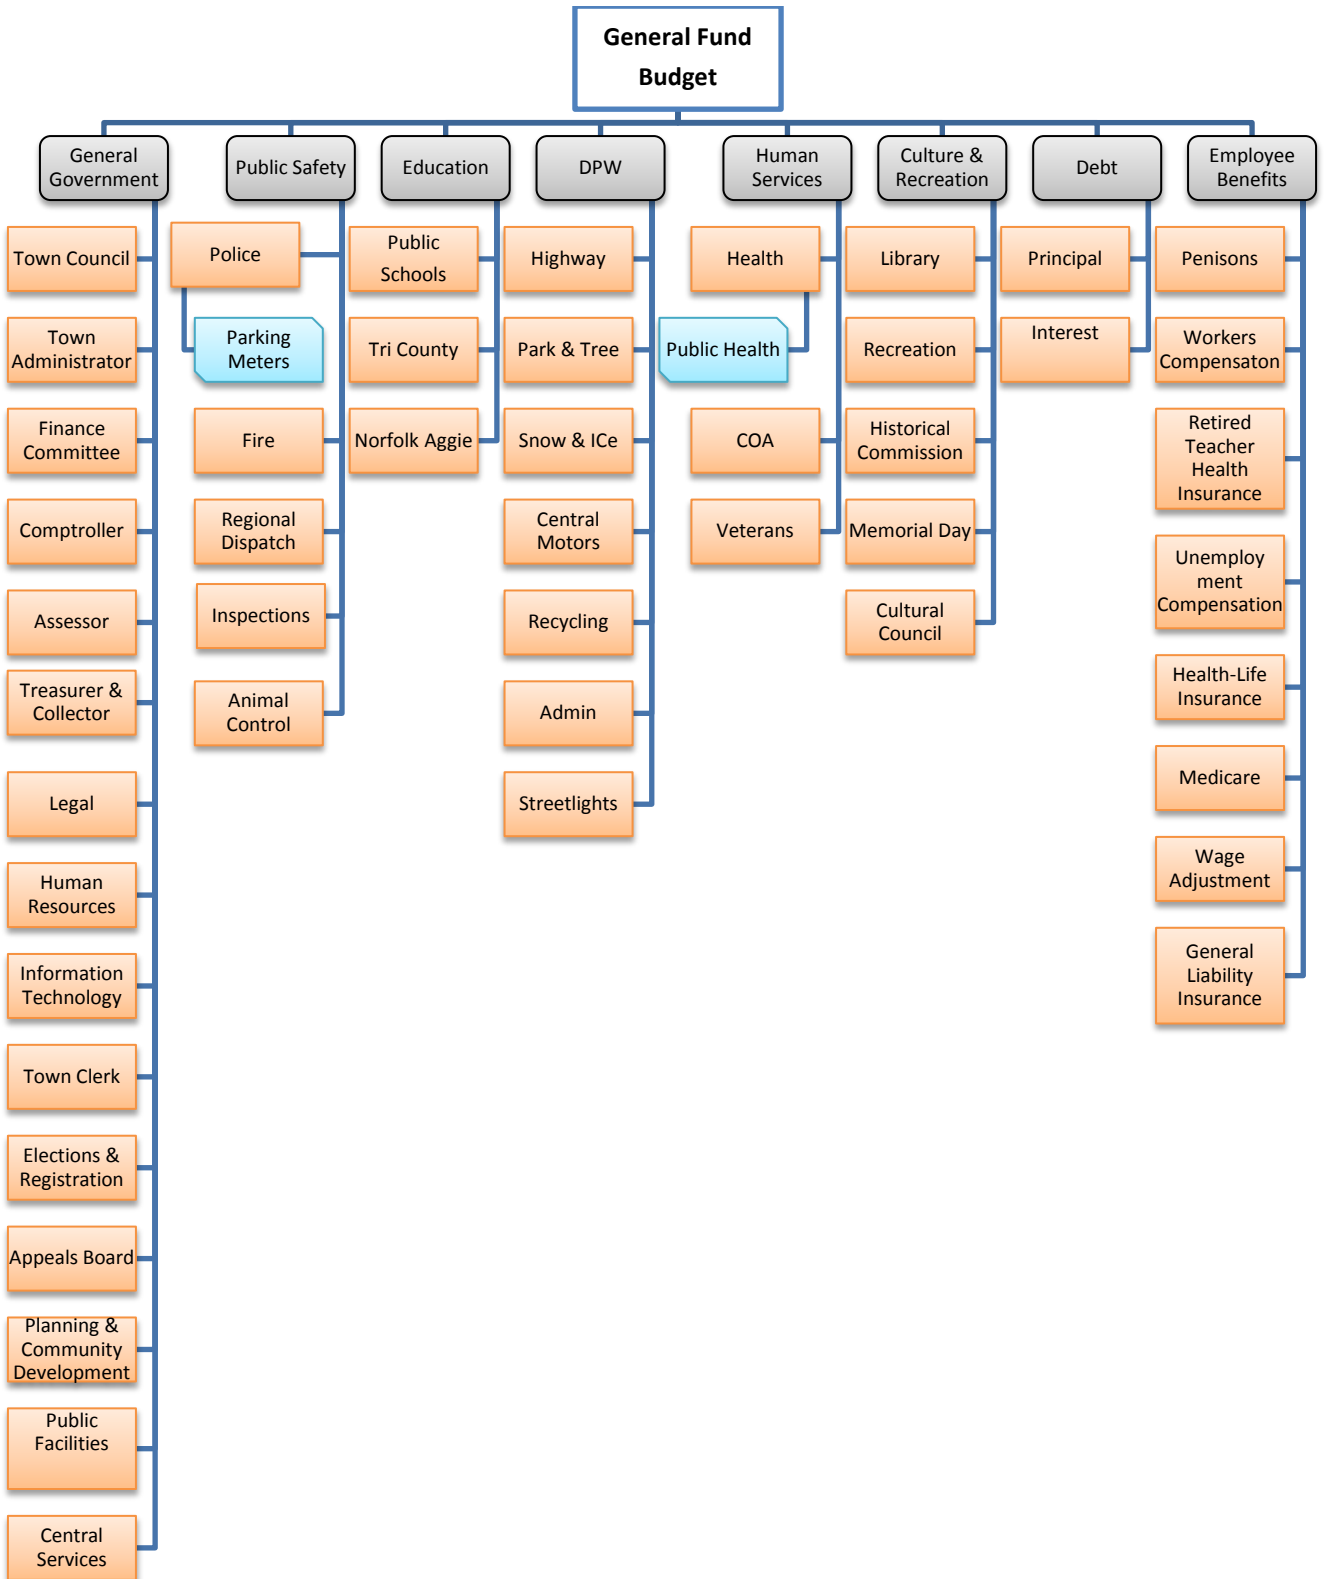 General Fund
Budget
General
Government
Public Safety
Education
DPW
Human
Services
Culture &
Recreation
Debt
Employee
Benefits
Town Council
Town
Administrator
Finance
Committee
Comptroller
Assessor
Treasurer &
Collector
Legal
Human
Resources
Information
Technology
Town Clerk
Elections &
Registration
Appeals Board
Planning &
Community
Development
Public
Facilities
Central
Services
Police
Parking
Meters
Fire
Regional
Dispatch
Inspections
Animal
Control
Public
Schools
Tri County
Norfolk Aggie
Highway
Park & Tree
Snow & ICe
Central
Motors
Recycling
Admin
Streetlights
Health
Public Health
COA
Veterans
Library
Recreation
Historical
Commission
Memorial Day
Cultural
Council
Principal
Interest
Penisons
Workers
Compensaton
Retired
Teacher
Health
Insurance
Unemploy
ment
Compensation
Health-Life
Insurance
Medicare
Wage
Adjustment
General
Liability
Insurance